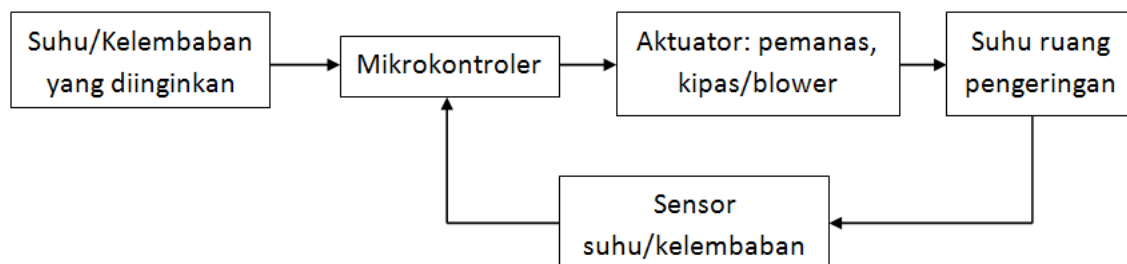 Suhu/Kelembaban
yang diinginkan
Mikrokontroler
Aktuator: pemanas,
kipas/blower
Suhu ruang
pengeringan
Sensor
suhu/kelembaban